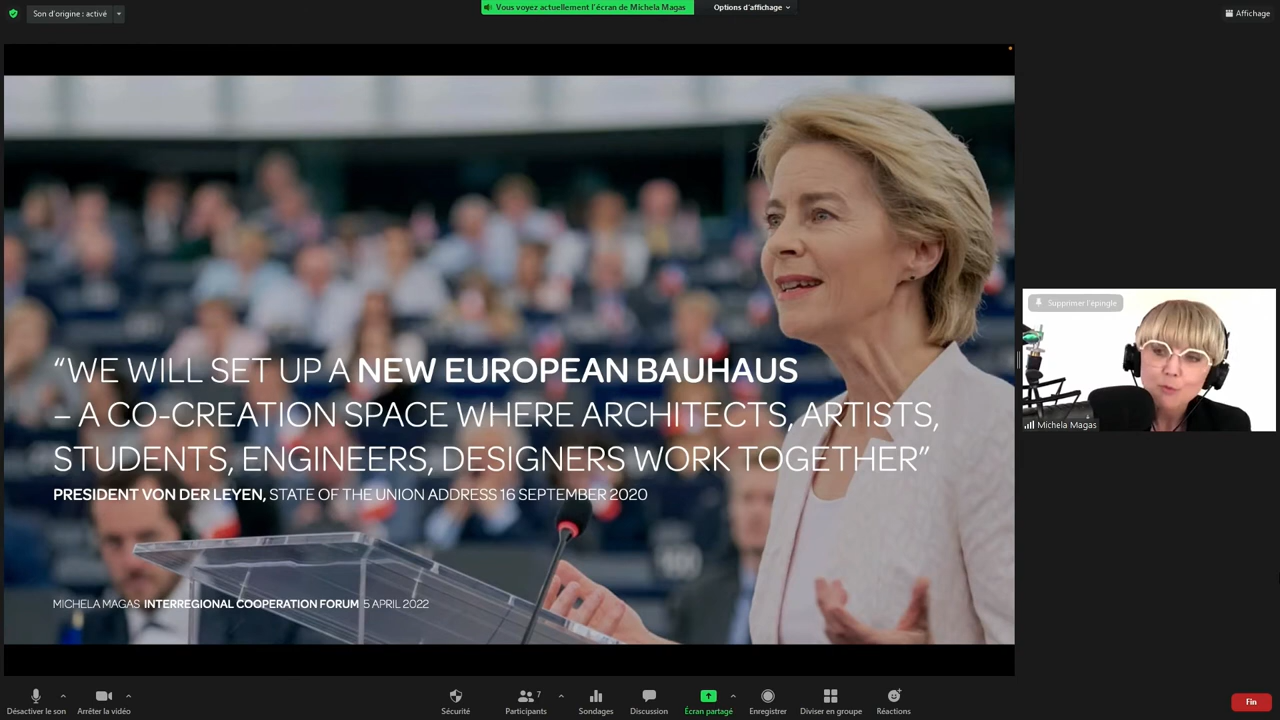 Son d'origine : activé
Vous voyez actuellement l'écran de Michela Magas
Options d'affichage
Affichage
“WE WILL SET UP A NEW EUROPEAN BAUHAUS
– A CO-CREATION SPACE WHERE ARCHITECTS, ARTISTS,
STUDENTS, ENGINEERS, DESIGNERS WORK TOGETHER”
PRESIDENT VON DER LEYEN, STATE OF THE UNION ADDRESS 16 SEPTEMBER 2020
MICHELA MAGAS INTERREGIONAL COOPERATION FORUM 5 APRIL 2022
Supprimer l'épingle
Michela Magas
Désactiver le son
Arrêter la vidéo
Sécurité
7
Participants
Sondages
Discussion
Écran partagé
Enregistrer
Diviser en groupe
Réactions
Fin